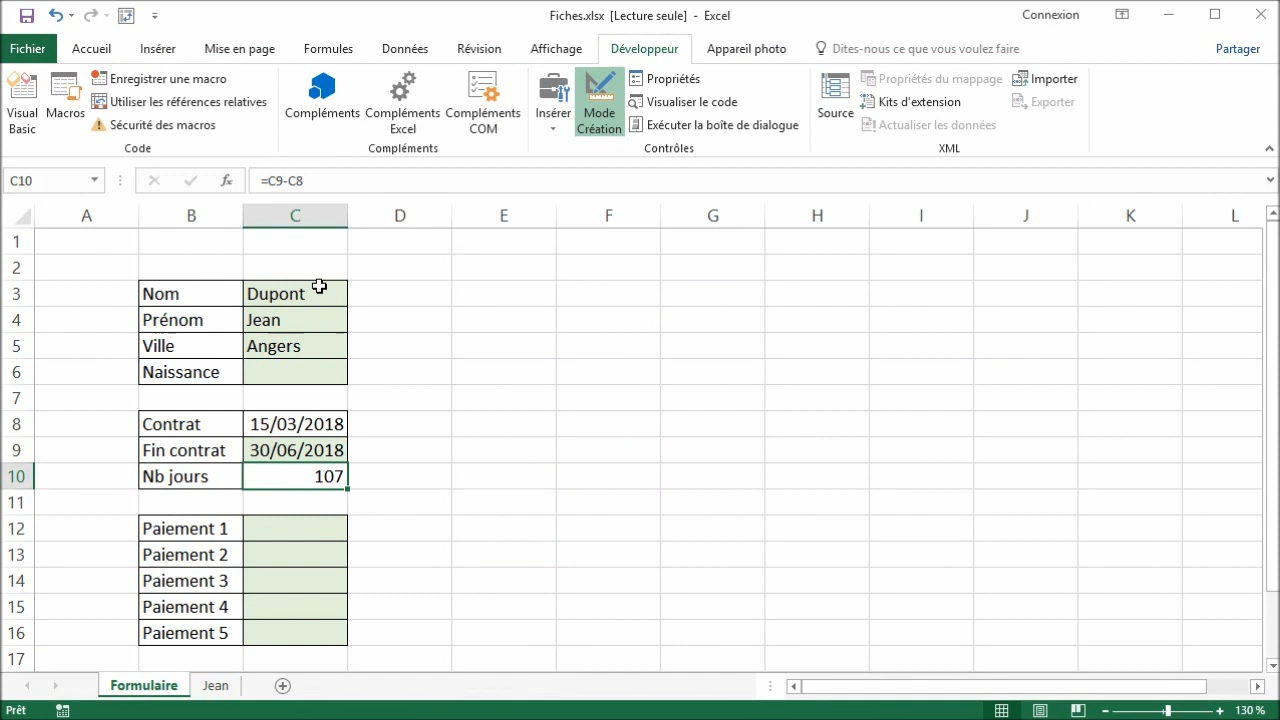 Fiches.xlsx [Lecture seule] - Excel
Connexion
Fichier
Accueil
Insérer
Mise en page
Formules
Données
Révision
Affichage
Développeur
Appareil photo
Dites-nous ce que vous voulez faire
Partager
Visual Basic
Macros
Enregistrer une macro
Utiliser les références relatives
Sécurité des macros
Code
Compléments
Compléments Excel
Compléments COM
Compléments
Insérer
Mode Création
Propriétés
Visualiser le code
Exécuter la boîte de dialogue
Contrôles
Source
Propriétés du mappage
Kits d'extension
Actualiser les données
Importer
Exporter
XML
C10
fx
=C9-C8
A B C D E F G H I J K L
1
2
3 Nom Dupont
4 Prénom Jean
5 Ville Angers
6 Naissance
7
8 Contrat 15/03/2018
9 Fin contrat 30/06/2018
10 Nb jours 107
11
12 Paiement 1
13 Paiement 2
14 Paiement 3
15 Paiement 4
16 Paiement 5
17
Formulaire
Jean
Prêt
130 %